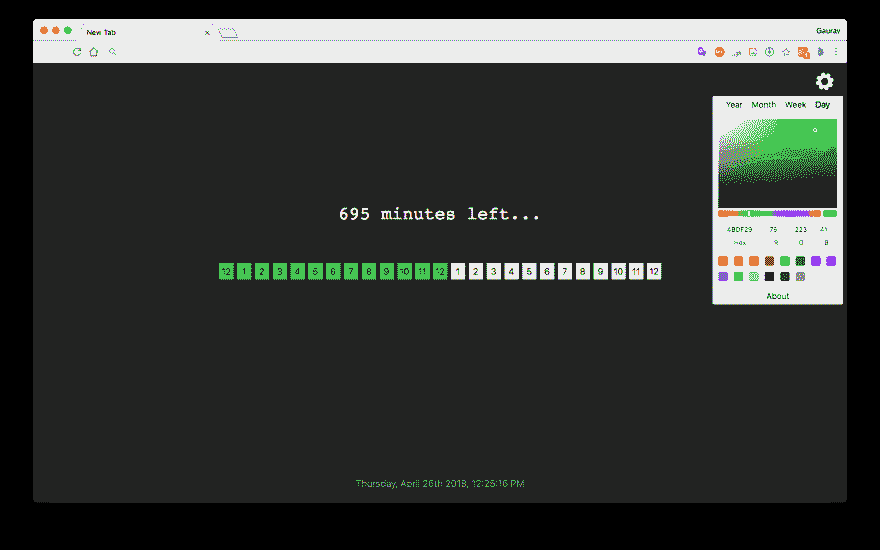 New Tab
Gaurav
Year Month Week Day
695 minutes left...
4BDF29 75 223 41
hex R G B
12 1 2 3 4 5 6 7 8 9 10 11 12 1 2 3 4 5 6 7 8 9 10 11 12
About
Thursday, April 26th 2018, 12:25:16 PM